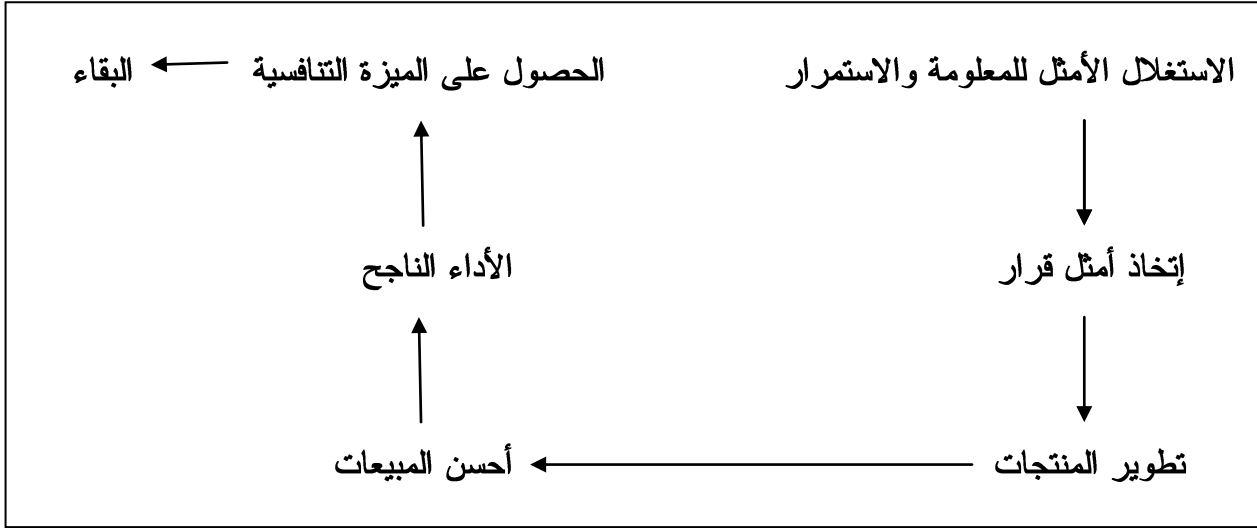 الاستغلال الأمثل للمعلومة والاستمرار
الحصول على الميزة التنافسية
البقاء
إتخاذ أمثل قرار
الأداء الناجح
تطوير المنتجات
أحسن المبيعات